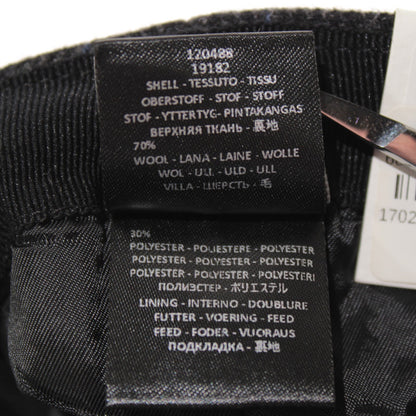 120488
19182
SHELL - TESSUTO - TISSU
OBERSTOFF - STOF - STOFF
STOF - YTTERTYG - PINTAKANGAS
ВЕРХНЯЯ ТКАНЬ - 裏地
70%
WOOL - LANA - LAINE - WOLLE
WOL - ULL - ULD - ULL
VILLA - ШЕРСТЬ - 毛
30%
POLYESTER - POLIESTERE - POLYESTER
POLYESTER - POLYESTER - POLYESTER
POLYESTER - POLYESTER - POLYESTERI
ПОЛИЭСТЕР - ポリエステル
LINING - INTERNO - DOUBLURE
FUTTER - VOERING - FEED
FEED - FODER - VUORAUS
ПОДКЛАДКА - 裏地
1702